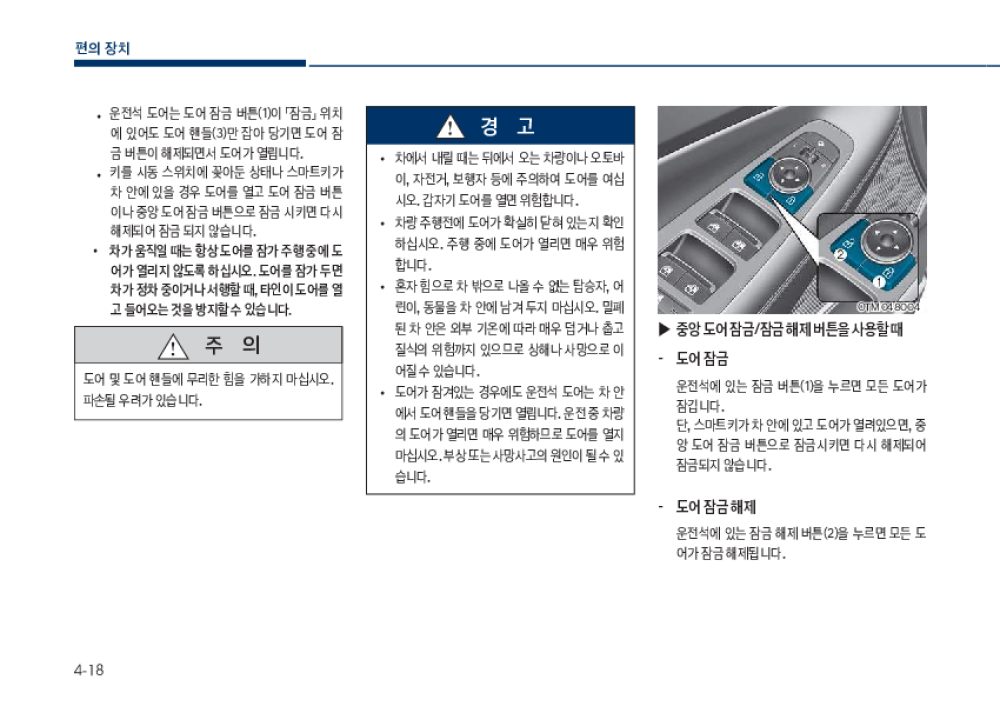 편의 장치
• 운전석 도어는 도어 잠금 버튼(1)이 「잠금」 위치
에 있어도 도어 핸들(3)만 잡아 당기면 도어 잠
금 버튼이 해제되면서 도어가 열립니다.
• 키를 시동 스위치에 꽂아둔 상태나 스마트키가
차 안에 있을 경우 도어를 열고 도어 잠금 버튼
이나 중앙 도어 잠금 버튼으로 잠금 시키면 다시
해제되어 잠금 되지 않습니다.
• 차가 움직일 때는 항상 도어를 잠가 주행 중에 도
어가 열리지 않도록 하십시오. 도어를 잠가 두면
차가 정차 중이거나 서행할 때, 타인이 도어를 열
고 들어오는 것을 방지할 수 있습니다.
주 의
도어 및 도어 핸들에 무리한 힘을 가하지 마십시오.
파손될 우려가 있습니다.
경 고
• 차에서 내릴 때는 뒤에서 오는 차량이나 오토바
이, 자전거, 보행자 등에 주의하여 도어를 여십
시오. 갑자기 도어를 열면 위험합니다.
• 차량 주행전에 도어가 확실히 닫혀 있는지 확인
하십시오. 주행 중에 도어가 열리면 매우 위험
합니다.
• 혼자 힘으로 차 밖으로 나올 수 없는 탑승자, 어
린이, 동물을 차 안에 남겨 두지 마십시오. 밀폐
된 차 안은 외부 기온에 따라 매우 덥거나 춥고
질식의 위험까지 있으므로 상해나 사망으로 이
어질 수 있습니다.
• 도어가 잠겨있는 경우에도 운전석 도어는 차 안
에서 도어 핸들을 당기면 열립니다. 운전 중 차량
의 도어가 열리면 매우 위험하므로 도어를 열지
마십시오. 부상 또는 사망사고의 원인이 될 수 있
습니다.
2
1
OTM048004
▶ 중앙 도어 잠금/잠금 해제 버튼을 사용할 때
- 도어 잠금
운전석에 있는 잠금 버튼(1)을 누르면 모든 도어가
잠깁니다.
단, 스마트 키가 차 안에 있고 도어가 열려있으면, 중
앙 도어 잠금 버튼으로 잠금시키면 다시 해제되어
잠금되지 않습니다.
- 도어 잠금 해제
운전석에 있는 잠금 해제 버튼(2)을 누르면 모든 도
어가 잠금 해제됩니다.
4-18